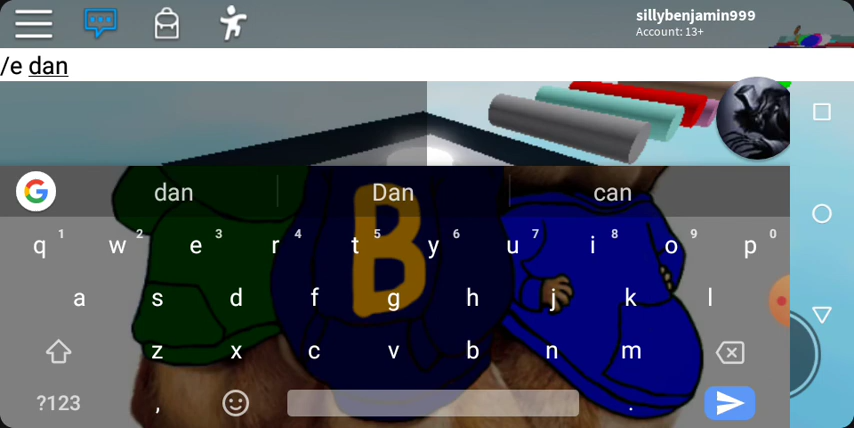 sillybenjamin999
Account: 13+
/e dan
dan Dan can
q 1 w 2 e 3 r 4 t 5 y 6 u 7 i 8 o 9 p 0
a s d f g h j k l
z x c v b n m
?123 , .
B